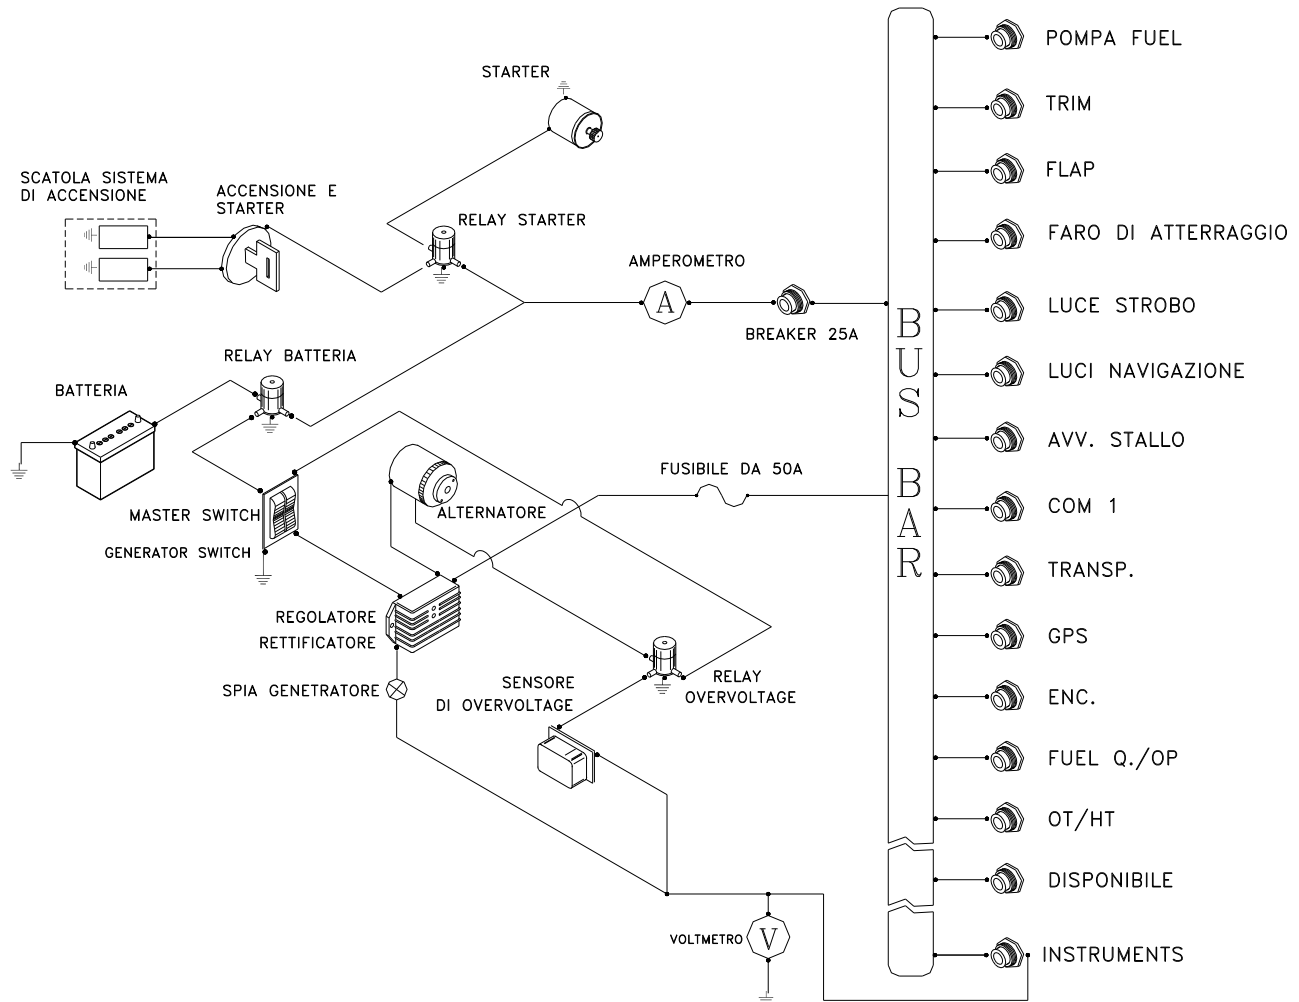 STARTER
SCATOLA SISTEMA
DI ACCENSIONE
ACCENSIONE E
STARTER
RELAY STARTER
AMPEROMETRO
A
BREAKER 25A
RELAY BATTERIA
BATTERIA
MASTER SWITCH
GENERATOR SWITCH
ALTERNATORE
FUSIBILE DA 50A
REGOLATORE
RETTIFICATORE
SPIA GENETRATORE
SENSORE
DI OVERVOLTAGE
RELAY
OVERVOLTAGE
VOLTMETRO
V
BUS BAR
POMPA FUEL
TRIM
FLAP
FARO DI ATTERRAGGIO
LUCE STROBO
LUCI NAVIGAZIONE
AVV. STALLO
COM 1
TRANSP.
GPS
ENC.
FUEL Q./OP
OT/HT
DISPONIBILE
INSTRUMENTS